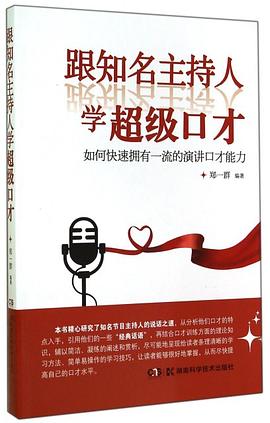 跟知名主持人
学超级口才
如何快速拥有一流的演讲口才能力
郑一群 编著
本书精心研究了知名节目主持人的说话之道，从分析他们口才的特
点入手，引用他们的一些“经典话语”，再结合口才训练方面的理论知
识，辅以简洁、凝练的阐述和赏析，尽可能地呈现给读者条理清晰的学
习方法、简单易操作的学习技巧，让读者能够很好地掌握，从而尽快提
高自己的口才水平。
湖南科学技术出版社
跟知名主持人学超级口才
郑一群 编著